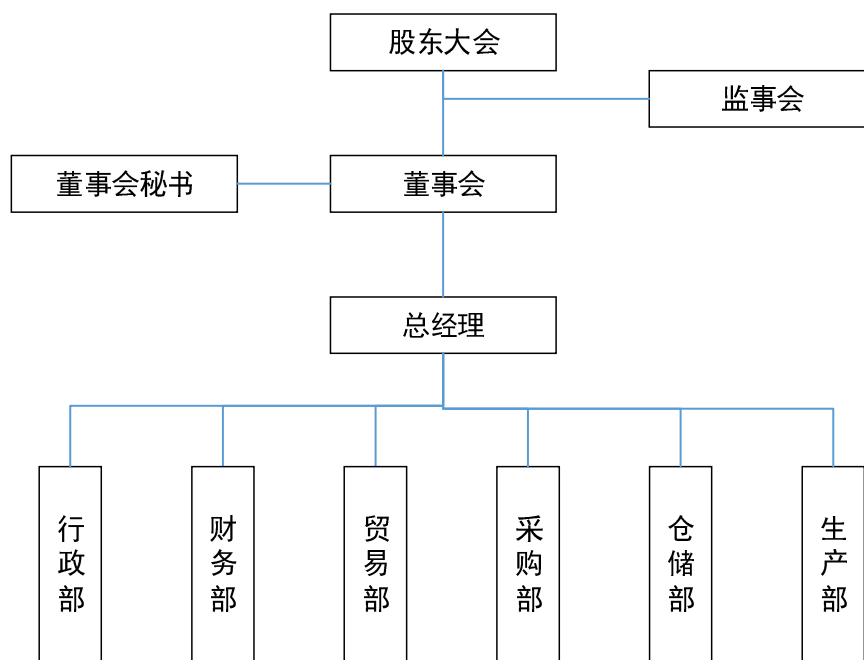 股东大会
监事会
董事会秘书
董事会
总经理
行政部
财务部
贸易部
采购部
仓储部
生产部